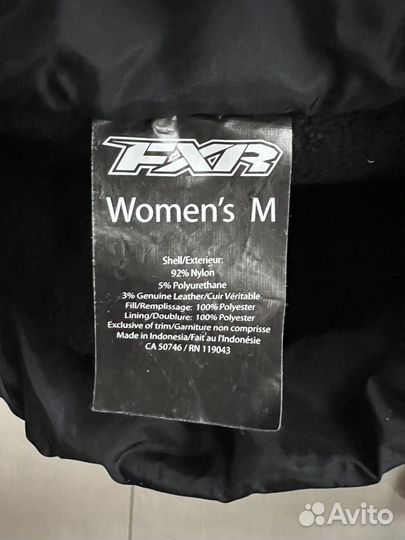 FXR
Women's M
Shell/Exterieur:
92% Nylon
5% Polyurethane
3% Genuine Leather/Cuir Véritable
Fill/Remplissage: 100% Polyester
Lining/Doublure: 100% Polyester
Exclusive of trim/Garniture non comprisse
Made in Indonesia/Fait au l'Indonésie
CA 50746 / RN 119043
Avito